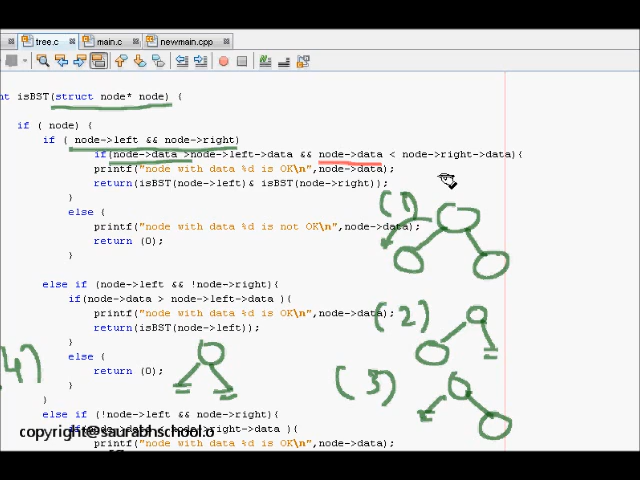 tree.c main.c newmain.cpp
nt isBST(struct node* node) {
if ( node) {
if ( node->left && node->right)
if(node->data >node->left->data && node->data < node->right->data){
printf("node with data %d is OK\n",node->data);
return(isBST(node->left)& isBST(node->right));
}
else {
printf("node with data %d is not OK\n",node->data);
return (0);
}
(1)
else if (node->left && !node->right){
if(node->data > node->left->data ){
printf("node with data %d is OK\n",node->data);
return(isBST(node->left));
}
(2)
else {
return (0);
}
}
4)
(3)
else if (!node->left && node->right){
node->right->data ){
copyright@saurabhschool.o
printf("node with data %d is OK\n",node->data);